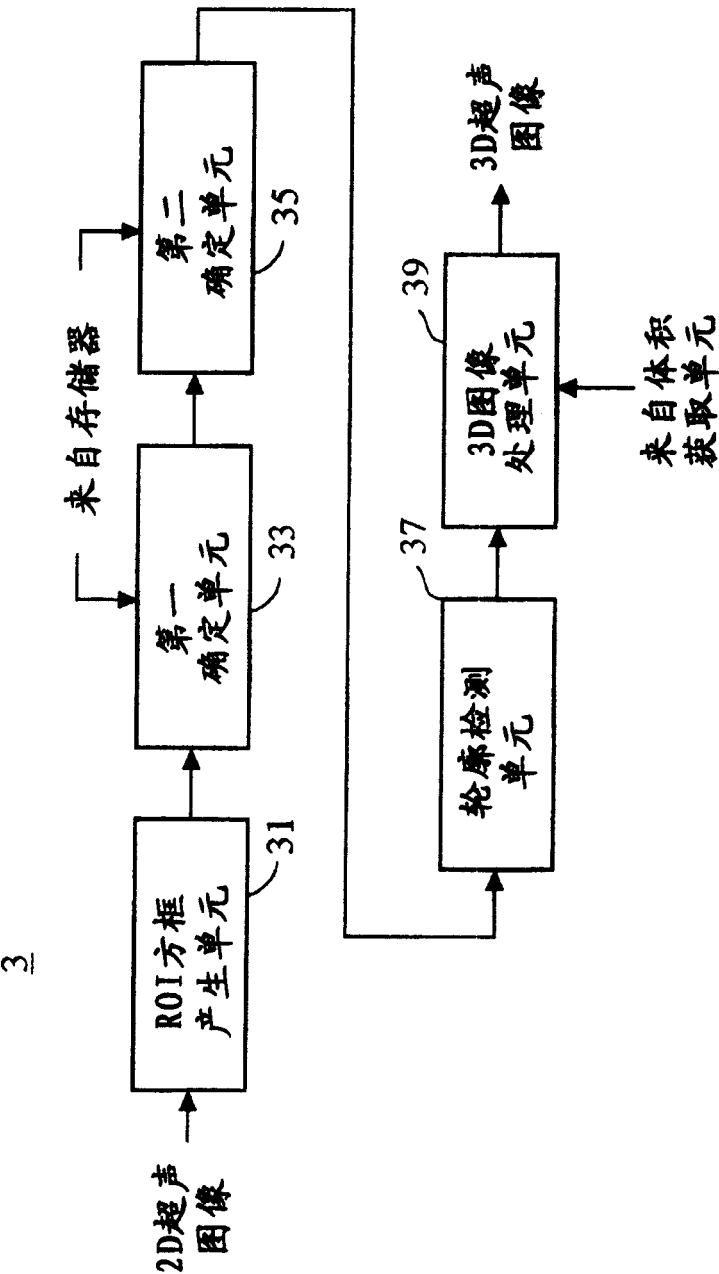 3
2D超声
图像
ROI方框
产生单元
31
来自存储器
第一
确定单元
33
第二
确定单元
35
轮廓检测
单元
37
3D图像
处理单元
39
来自体积
获取单元
3D超声
图像